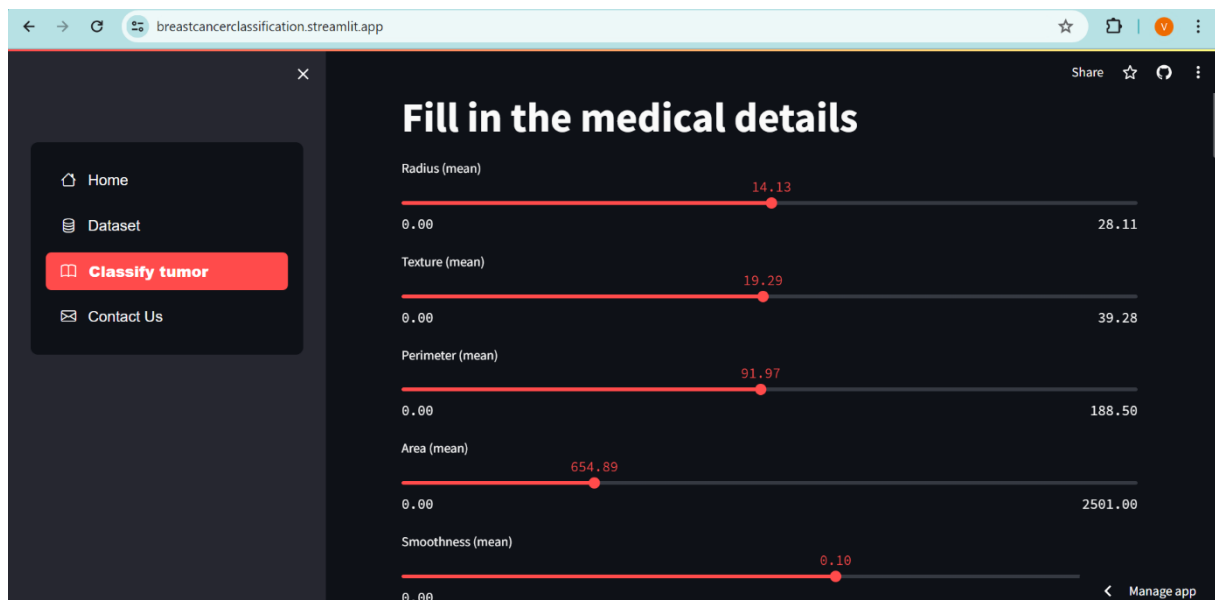 breastcancerclassification.streamlit.app
V
Share
Home
Dataset
Classify tumor
Contact Us
Fill in the medical details
Radius (mean)
14.13
0.00 28.11
Texture (mean)
19.29
0.00 39.28
Perimeter (mean)
91.97
0.00 188.50
Area (mean)
654.89
0.00 2501.00
Smoothness (mean)
0.10
0.00
Manage app